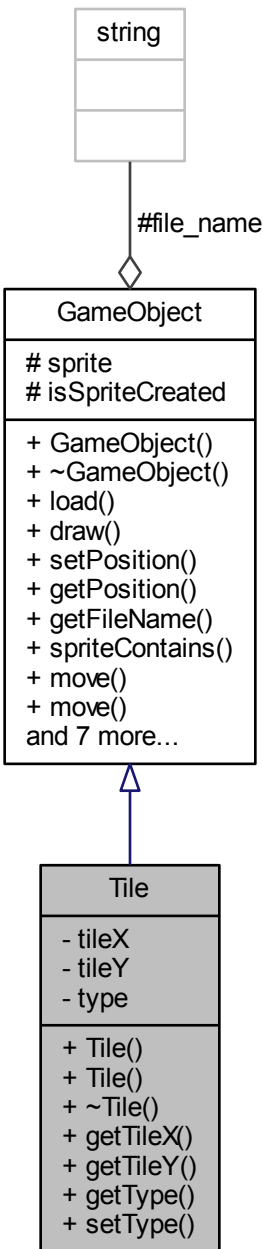 string
#file_name
GameObject
# sprite
# isSpriteCreated
+ GameObject()
+ ~GameObject()
+ load()
+ draw()
+ setPosition()
+ getPosition()
+ getFileName()
+ spriteContains()
+ move()
+ move()
and 7 more...
Tile
- tileX
- tileY
- type
+ Tile()
+ Tile()
+ ~Tile()
+ getTileX()
+ getTileY()
+ getType()
+ setType()